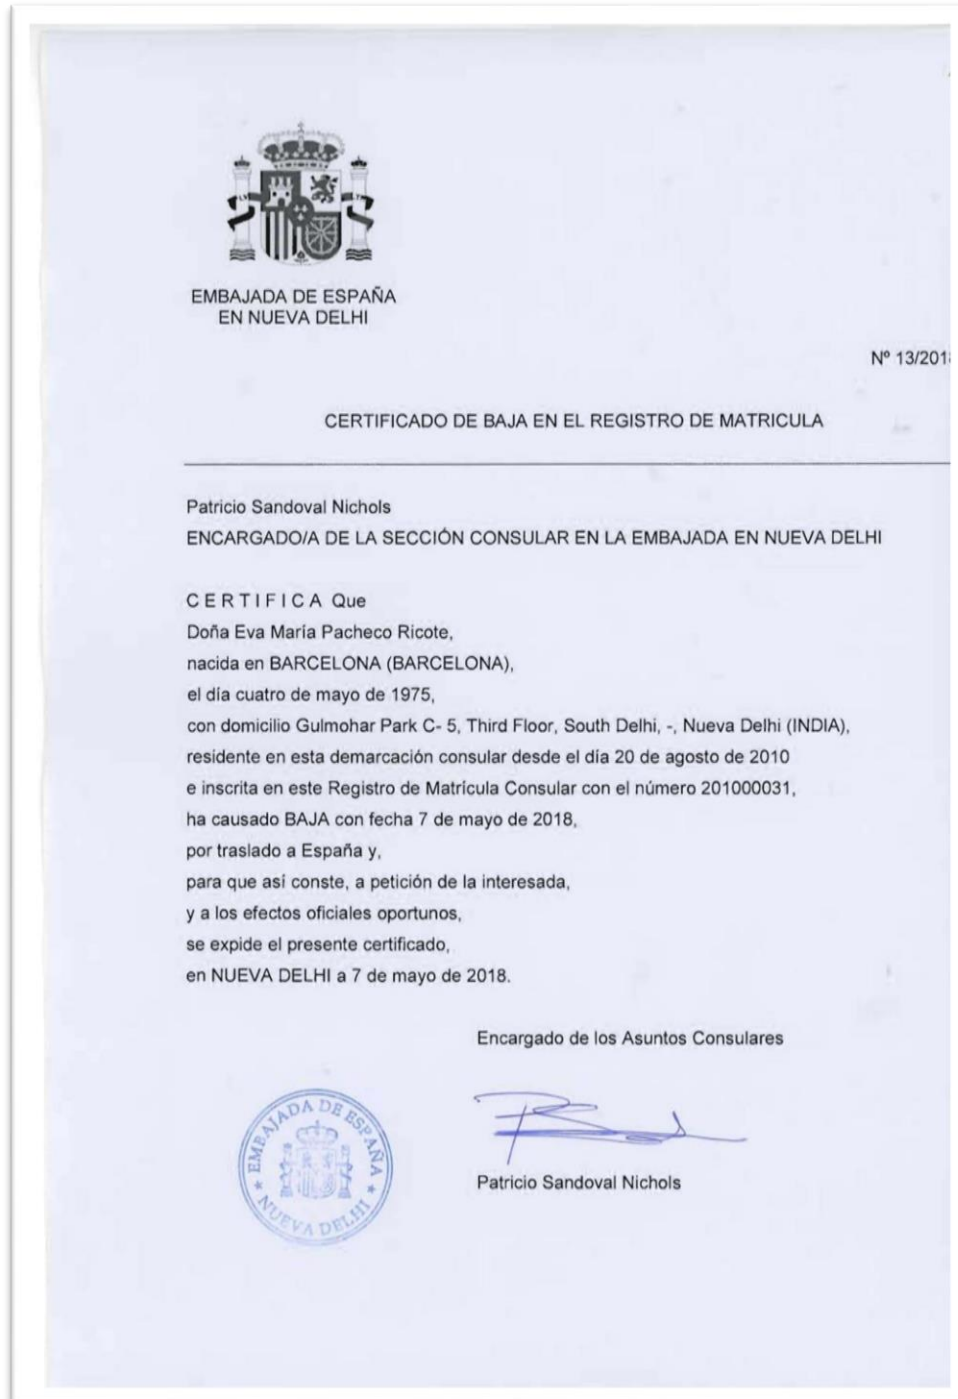 EMBAJADA DE ESPAÑA
EN NUEVA DELHI
Nº 13/201
CERTIFICADO DE BAJA EN EL REGISTRO DE MATRICULA
Patricio Sandoval Nichols
ENCARGADO/A DE LA SECCIÓN CONSULAR EN LA EMBAJADA EN NUEVA DELHI
C E R T I F I C A Que
Doña Eva María Pacheco Ricote,
nacida en BARCELONA (BARCELONA),
el día cuatro de mayo de 1975,
con domicilio Gulmohar Park C- 5, Third Floor, South Delhi, -, Nueva Delhi (INDIA),
residente en esta demarcación consular desde el día 20 de agosto de 2010
e inscrita en este Registro de Matrícula Consular con el número 201000031,
ha causado BAJA con fecha 7 de mayo de 2018,
por traslado a España y,
para que así conste, a petición de la interesada,
y a los efectos oficiales oportunos,
se expide el presente certificado,
en NUEVA DELHI a 7 de mayo de 2018.
Encargado de los Asuntos Consulares
EMBAJADA DE ESPAÑA
NUEVA DELHI
Patricio Sandoval Nichols